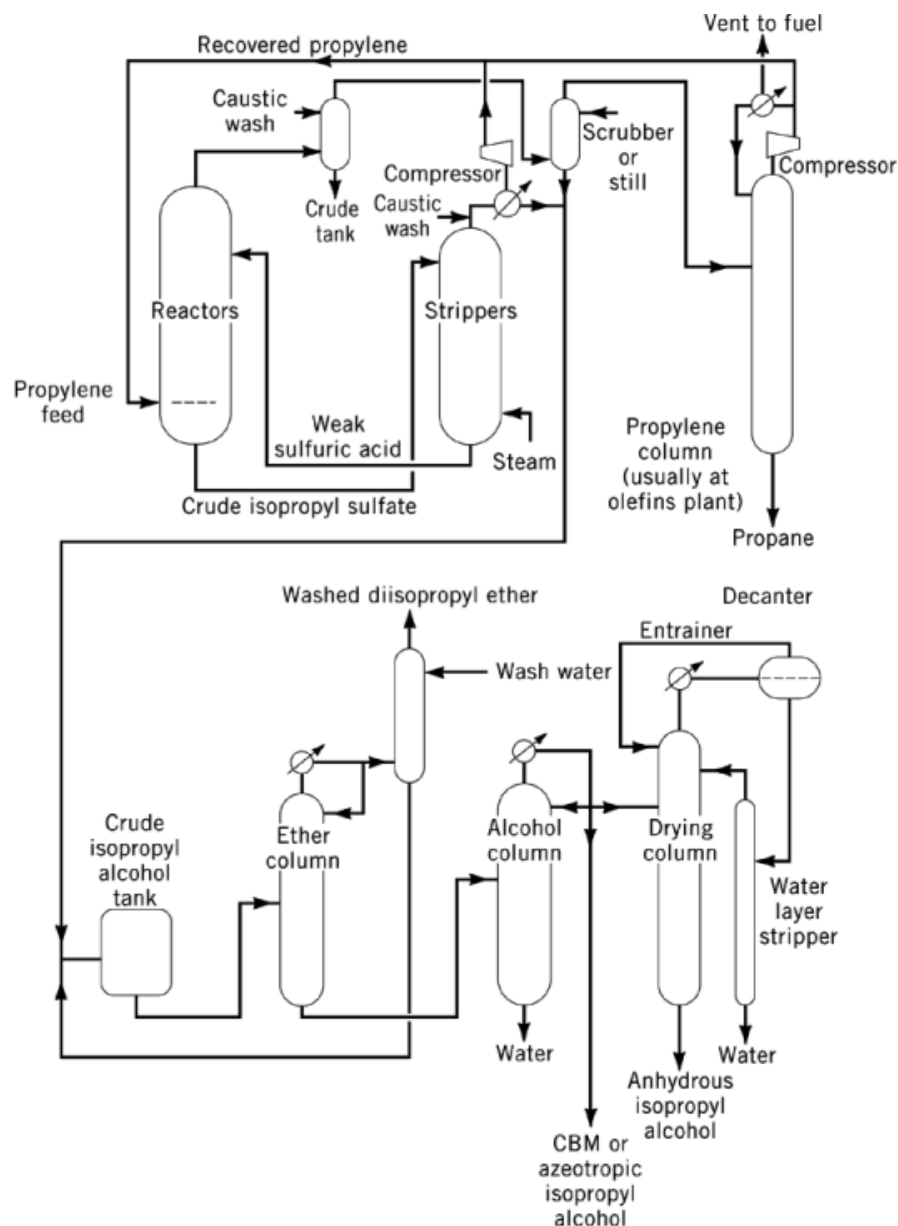 Vent to fuel
Recovered propylene
Caustic
wash
Scrubber
or
still
Compressor
Compressor
Crude
tank
Caustic
wash
Reactors
Strippers
Propylene
feed
Weak
sulfuric acid
Steam
Propylene
column
(usually at
olefins plant)
Crude isopropyl sulfate
Propane
Washed diisopropyl ether
Decanter
Entrainer
Wash water
Crude
isopropyl
alcohol
tank
Ether
column
Alcohol
column
Drying
column
Water
layer
stripper
Water
Water
Anhydrous
isopropyl
alcohol
CBM or
azeotropic
isopropyl
alcohol